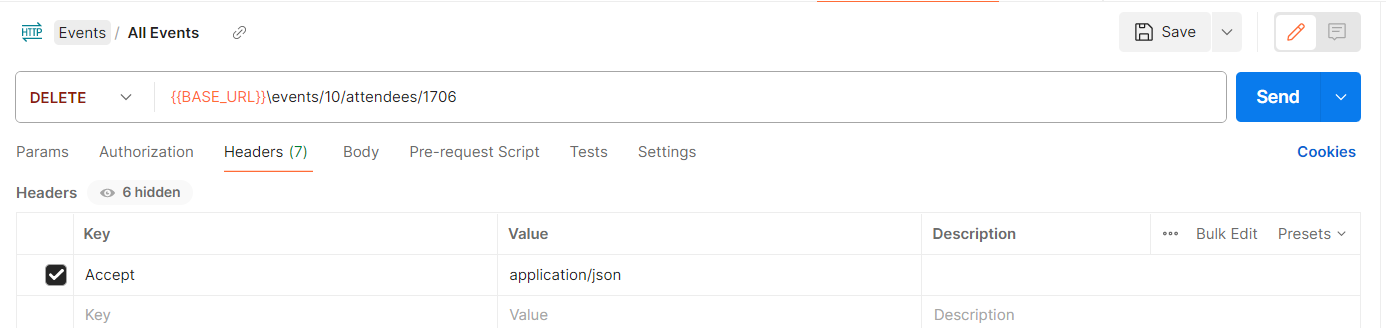 HTTP Events / All Events
Save
DELETE {{BASE_URL}}\events/10/attendees/1706
Send
Params Authorization Headers (7) Body Pre-request Script Tests Settings Cookies
Headers 6 hidden
Key Value Description Bulk Edit Presets
Accept application/json
Key Value Description